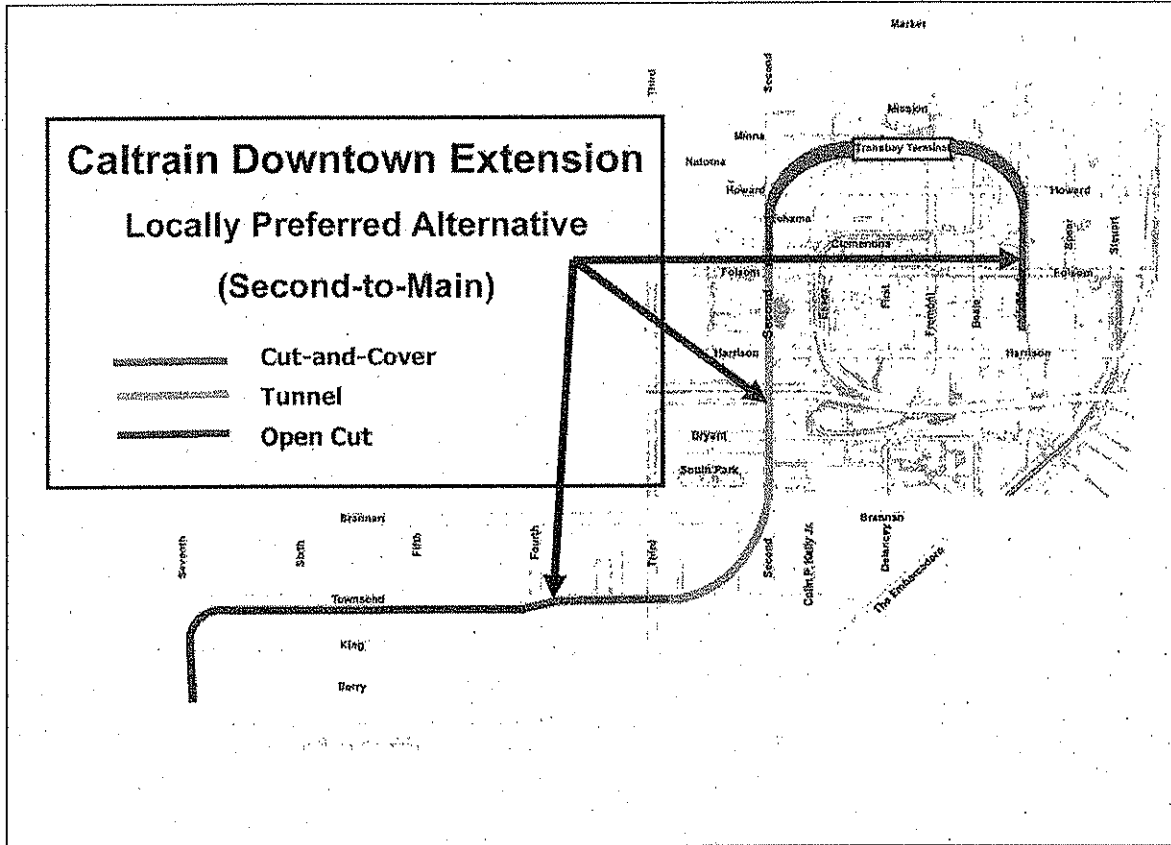 Market
Second
Third
Mission
Minna
Transbay Terminal
Natoma
Howard
Howard
Spear
Steuart
Clementina
Folsom
Folsom
Second
Essex
First
Fremont
Beale
Harrison
Harrison
Bryant
South Park
Caltrain Downtown Extension
Locally Preferred Alternative
(Second-to-Main)
Cut-and-Cover
Tunnel
Open Cut
Brannan
Brannan
Seventh
Sixth
Fifth
Fourth
Third
Second
Colin P. Kelly Jr.
Delancey
The Embarcadero
Townsend
King
Berry